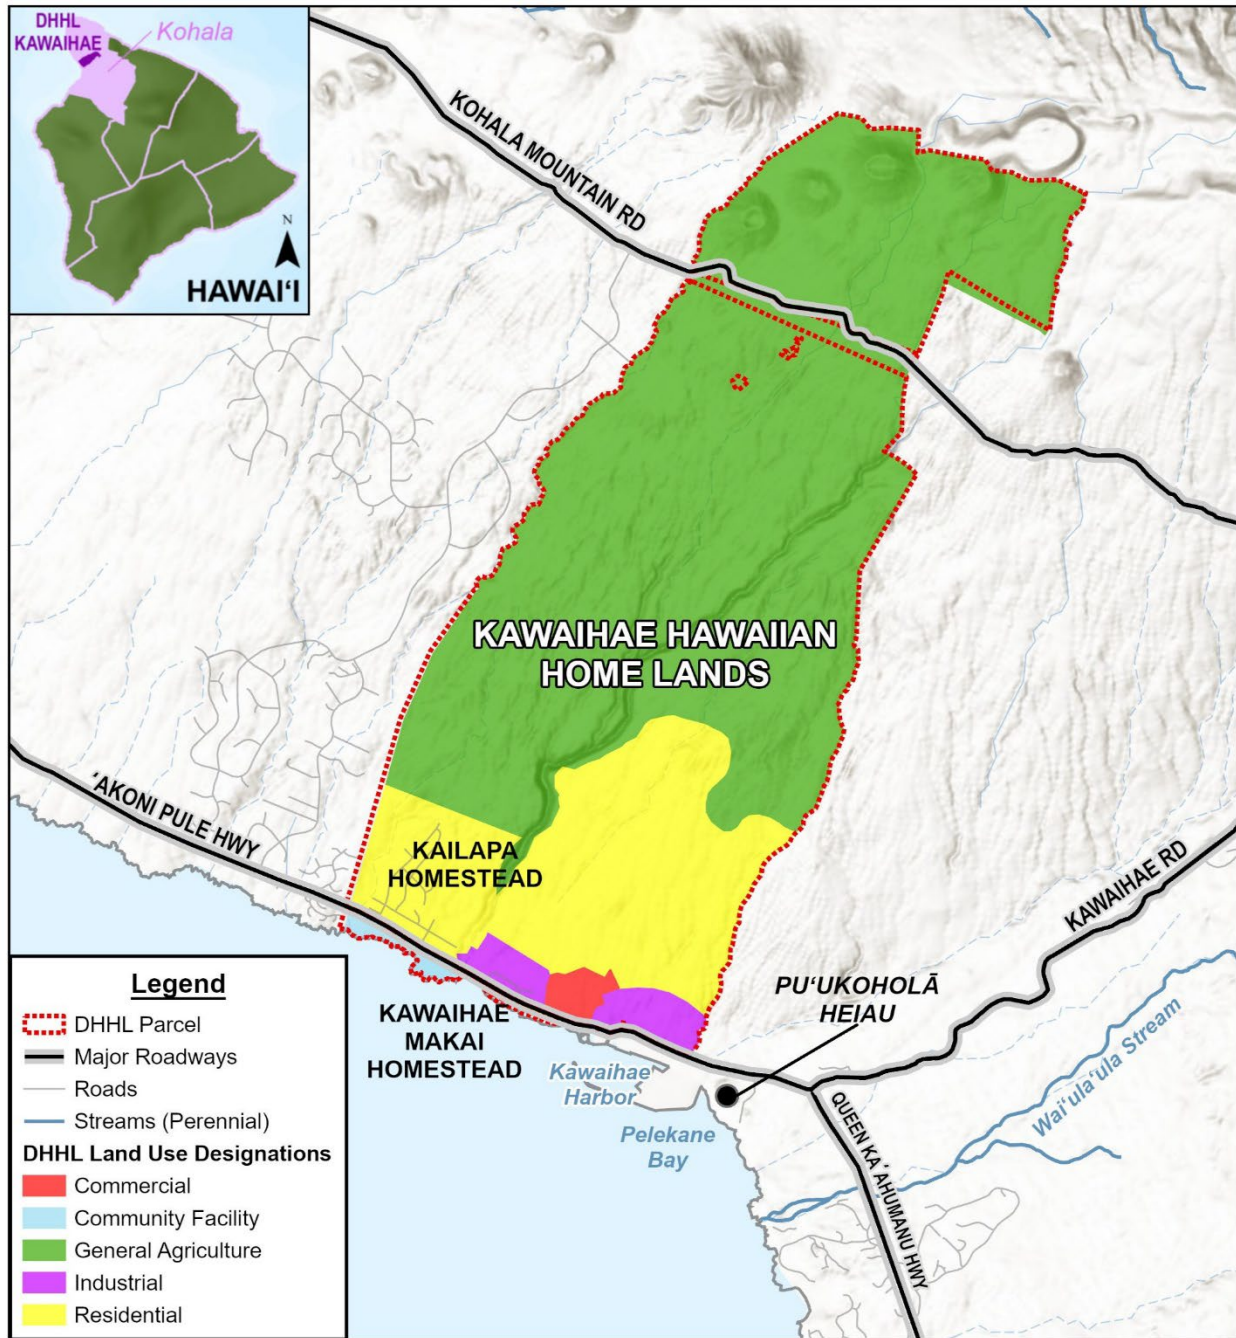 DHHL
KAWAIHAE
Kohala
N
HAWAIʻI
KOHALA MOUNTAIN RD
KAWAIHAE HAWAIIAN
HOME LANDS
ʻAKONI PULE HWY
KAILAPA
HOMESTEAD
KAWAIHAE RD
PUʻUKOHOLĀ
HEIAU
KAWAIHAE
MAKAI
HOMESTEAD
Kawaihae
Harbor
Pelekane
Bay
Waiʻulaʻula Stream
QUEEN KAʻAHUMANU HWY
Legend
DHHL Parcel
Major Roadways
Roads
Streams (Perennial)
DHHL Land Use Designations
Commercial
Community Facility
General Agriculture
Industrial
Residential